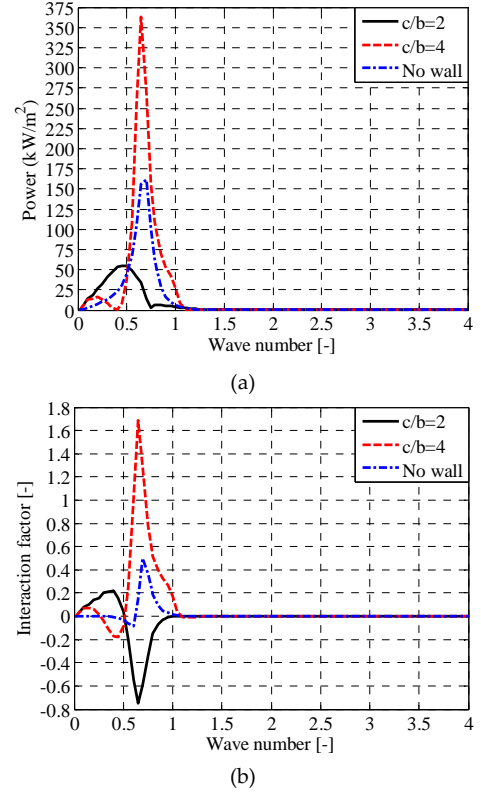 375
350
325
300
275
250
225
200
175
150
125
100
75
50
25
0
Power (kW/m²)
c/b=2
c/b=4
No wall
0 0.5 1 1.5 2 2.5 3 3.5 4
Wave number [-]
(a)
1.8
1.6
1.4
1.2
1
0.8
0.6
0.4
0.2
0
-0.2
-0.4
-0.6
-0.8
Interaction factor [-]
c/b=2
c/b=4
No wall
0 0.5 1 1.5 2 2.5 3 3.5 4
Wave number [-]
(b)